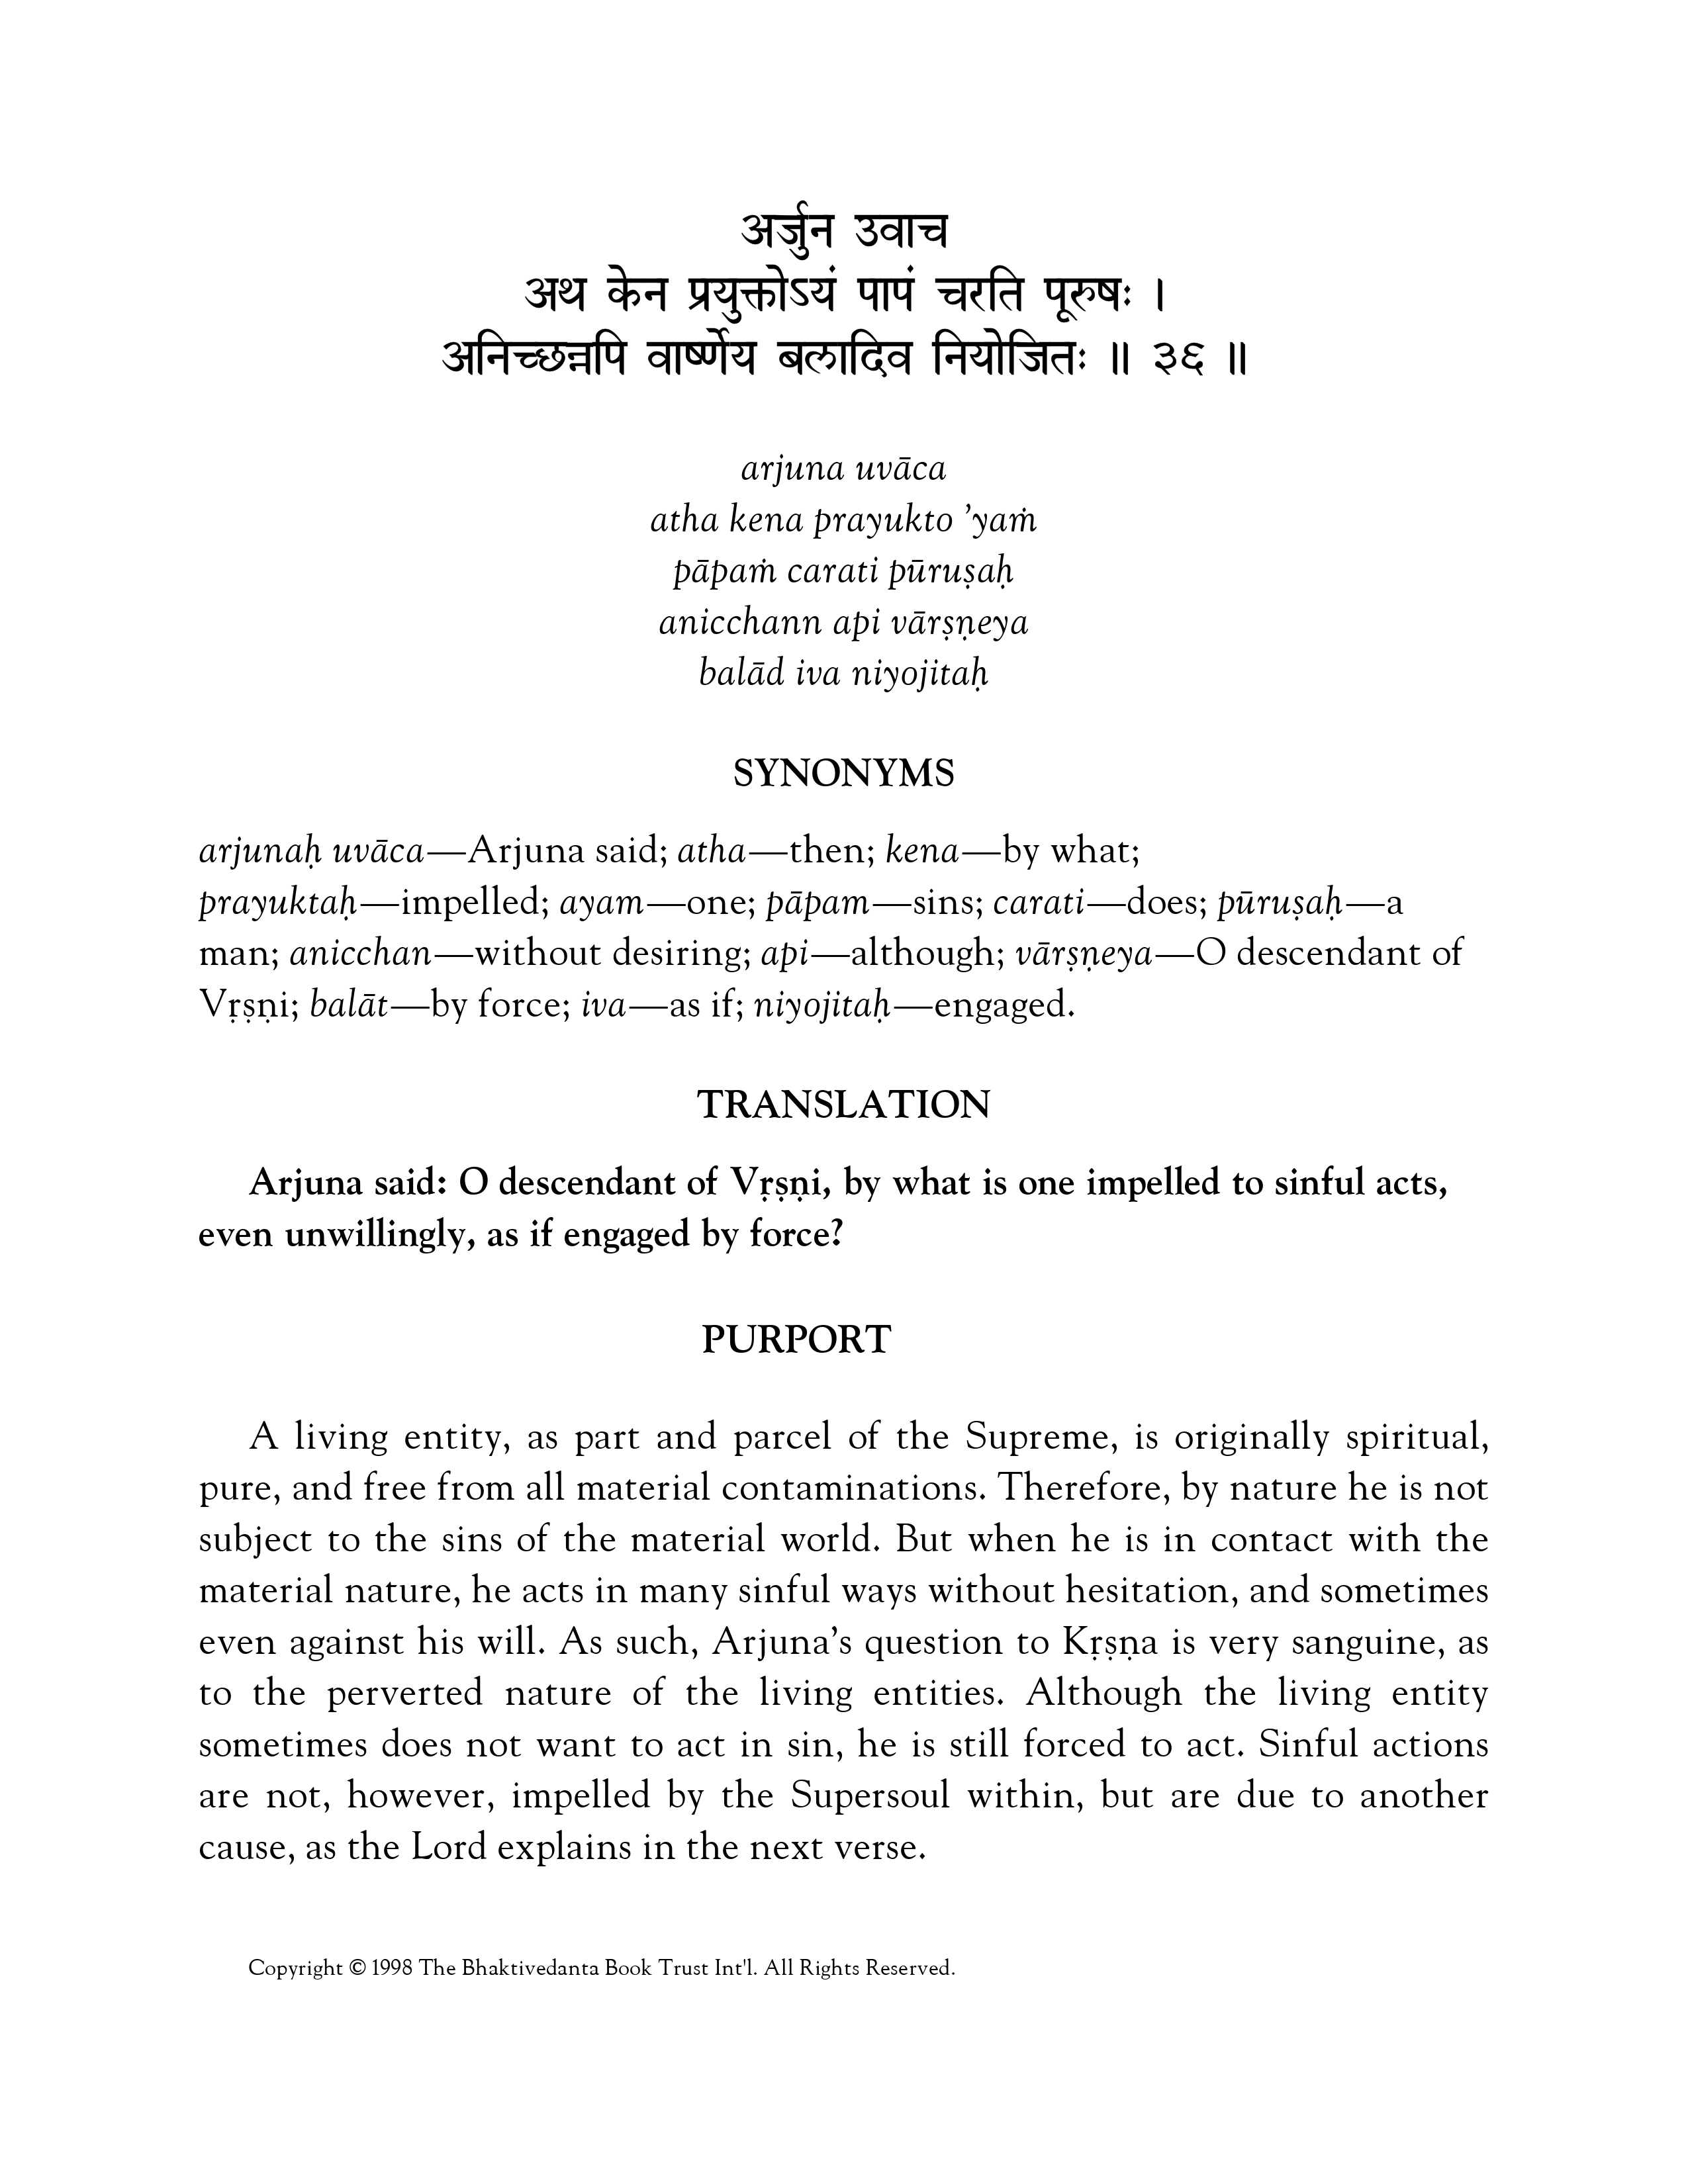 अर्जुन उवाच
अथ केन प्रयुक्तोऽयं पापं चरति पूरुषः ।
अनिच्छन्नपि वार्ष्णेय बलादिव नियोजितः ॥ ३६ ॥
arjuna uvāca
atha kena prayukto ’yaṁ
pāpaṁ carati pūruṣaḥ
anicchann api vārṣṇeya
balād iva niyojitaḥ
SYNONYMS
arjunaḥ uvāca—Arjuna said; atha—then; kena—by what;
prayuktaḥ—impelled; ayam—one; pāpam—sins; carati—does; pūruṣaḥ—a
man; anicchan—without desiring; api—although; vārṣṇeya—O descendant of
Vṛṣṇi; balāt—by force; iva—as if; niyojitaḥ—engaged.
TRANSLATION
Arjuna said: O descendant of Vṛṣṇi, by what is one impelled to sinful acts,
even unwillingly, as if engaged by force?
PURPORT
A living entity, as part and parcel of the Supreme, is originally spiritual,
pure, and free from all material contaminations. Therefore, by nature he is not
subject to the sins of the material world. But when he is in contact with the
material nature, he acts in many sinful ways without hesitation, and sometimes
even against his will. As such, Arjuna’s question to Kṛṣṇa is very sanguine, as
to the perverted nature of the living entities. Although the living entity
sometimes does not want to act in sin, he is still forced to act. Sinful actions
are not, however, impelled by the Supersoul within, but are due to another
cause, as the Lord explains in the next verse.
Copyright © 1998 The Bhaktivedanta Book Trust Int'l. All Rights Reserved.